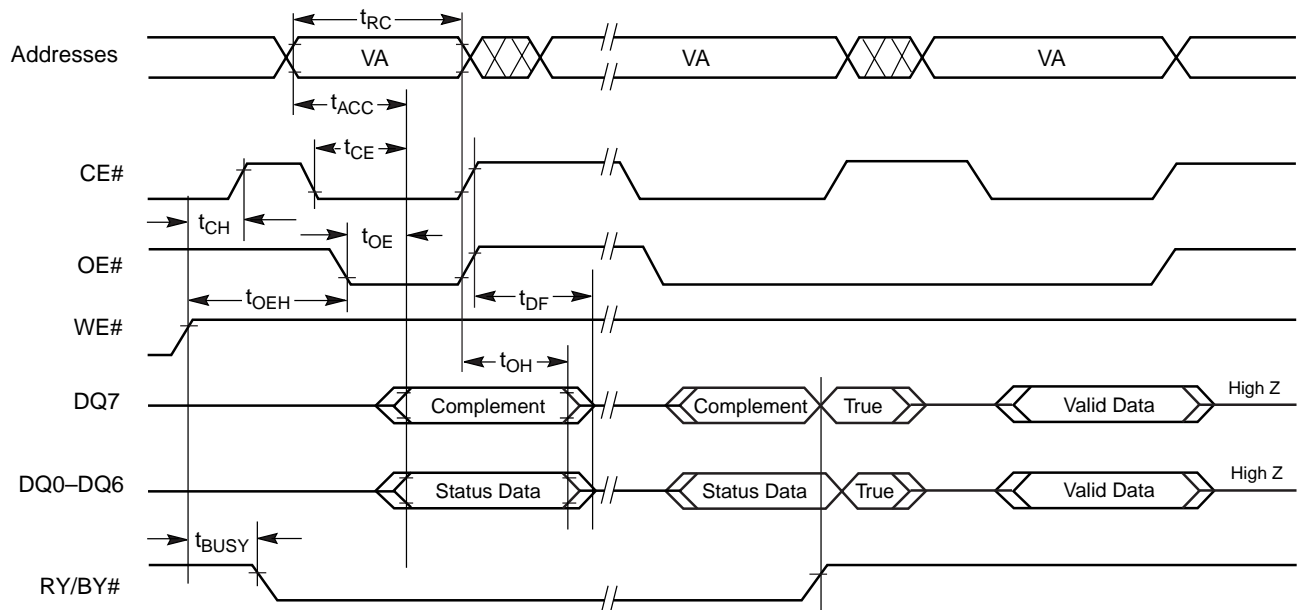 tRC
Addresses VA VA VA
tACC
tCE
CE#
tCH tOE
OE#
tOEH tDF
WE#
tOH
DQ7 Complement Complement True Valid Data High Z
DQ0–DQ6 Status Data Status Data True Valid Data High Z
tBUSY
RY/BY#